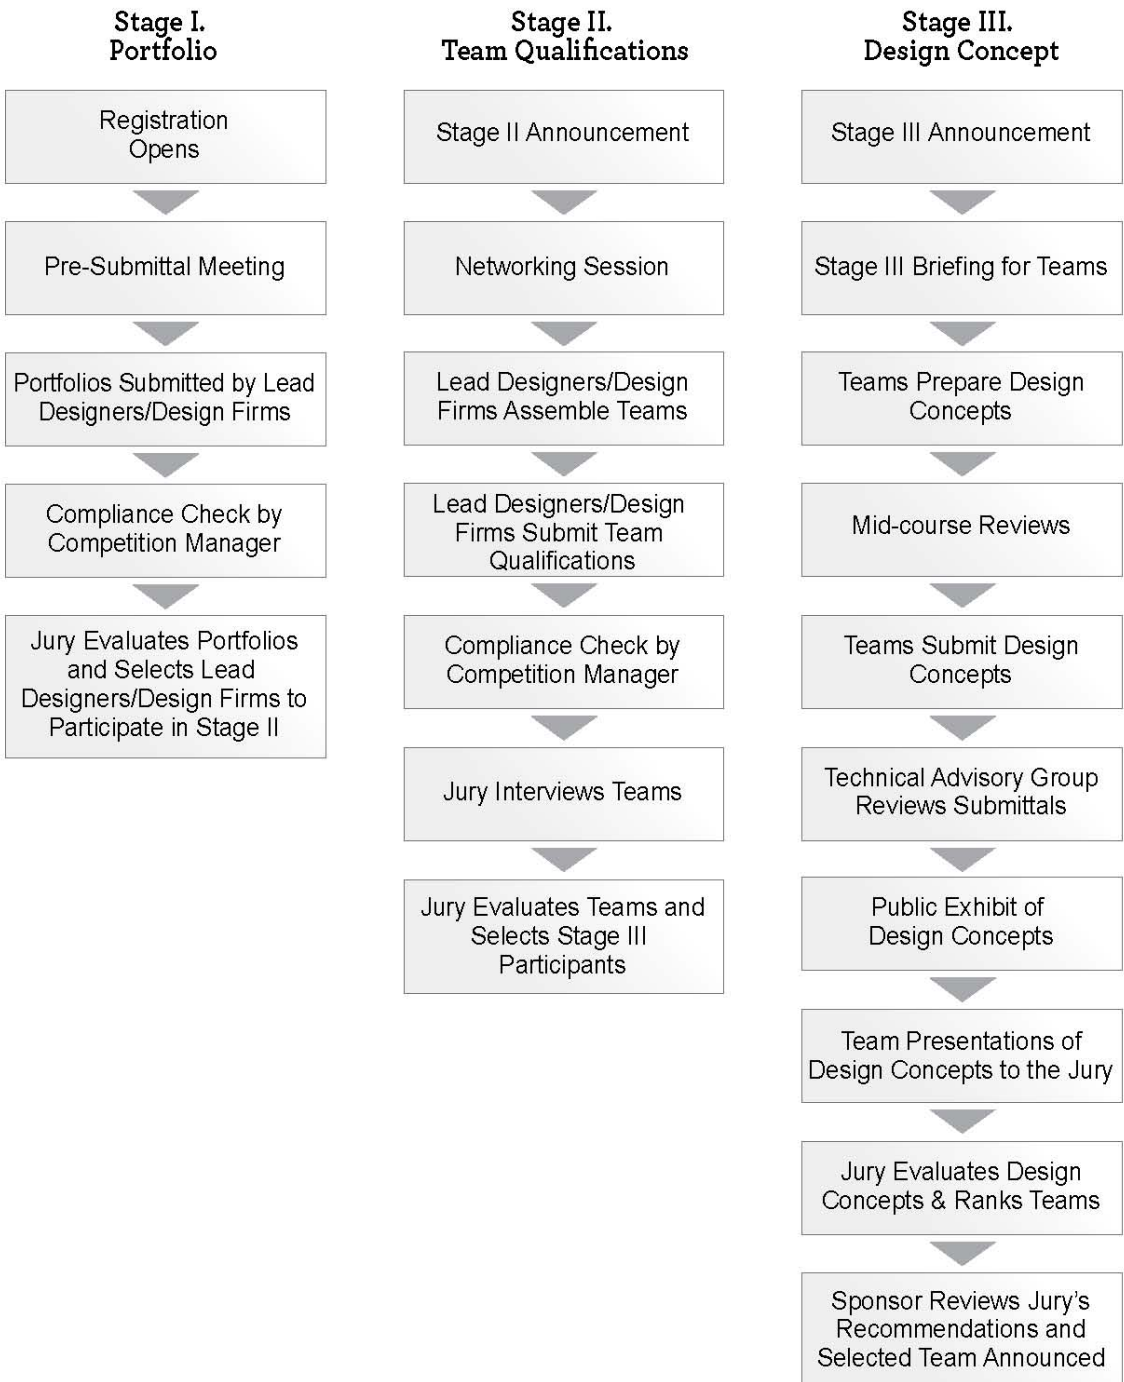 Stage I.
Portfolio
Registration
Opens
Pre-Submittal Meeting
Portfolios Submitted by Lead
Designers/Design Firms
Compliance Check by
Competition Manager
Jury Evaluates Portfolios
and Selects Lead
Designers/Design Firms to
Participate in Stage II
Stage II.
Team Qualifications
Stage II Announcement
Networking Session
Lead Designers/Design
Firms Assemble Teams
Lead Designers/Design
Firms Submit Team
Qualifications
Compliance Check by
Competition Manager
Jury Interviews Teams
Jury Evaluates Teams and
Selects Stage III
Participants
Stage III.
Design Concept
Stage III Announcement
Stage III Briefing for Teams
Teams Prepare Design
Concepts
Mid-course Reviews
Teams Submit Design
Concepts
Technical Advisory Group
Reviews Submittals
Public Exhibit of
Design Concepts
Team Presentations of
Design Concepts to the Jury
Jury Evaluates Design
Concepts & Ranks Teams
Sponsor Reviews Jury's
Recommendations and
Selected Team Announced